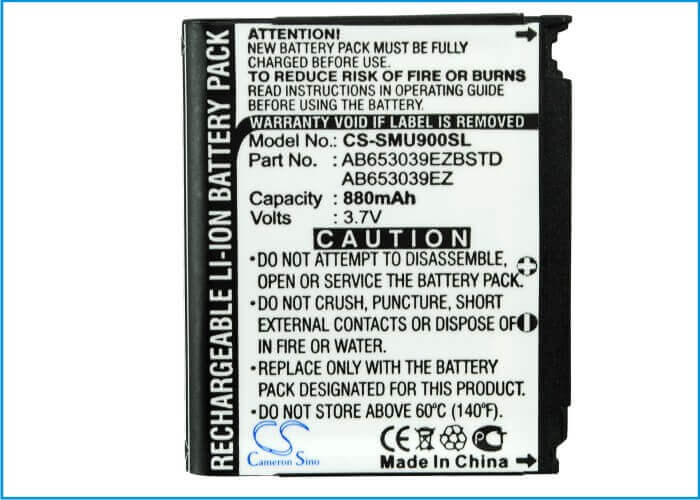 RECHARGEABLE LI-ION BATTERY PACK
ATTENTION!
NEW BATTERY PACK MUST BE FULLY
CHARGED BEFORE USE.
TO REDUCE RISK OF FIRE OR BURNS
READ INSTRUCTIONS IN OPERATING GUIDE
BEFORE USING THIS BATTERY.
WARRANTY VOID IF LABEL IS REMOVED
Model No.: CS-SMU900SL
Part No.: AB653039EZBSTD
AB653039EZ
Capacity : 880mAh
Volts : 3.7V
CAUTION
•DO NOT ATTEMPT TO DISASSEMBLE,
OPEN OR SERVICE THE BATTERY PACK.
•DO NOT CRUSH, PUNCTURE, SHORT
EXTERNAL CONTACTS OR DISPOSE OF
IN FIRE OR WATER.
•REPLACE ONLY WITH THE BATTERY
PACK DESIGNATED FOR THIS EQUIPMENT.
•DO NOT STORE ABOVE 60°C (140°F).
CS
Cameron Sino
CE PCT
Made In China